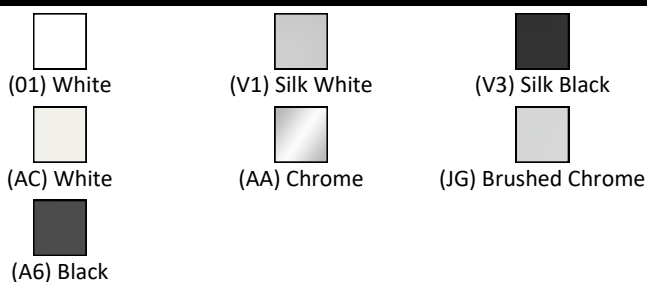 (01) White
(V1) Silk White
(V3) Silk Black
(AC) White
(AA) Chrome
(JG) Brushed Chrome
(A6) Black